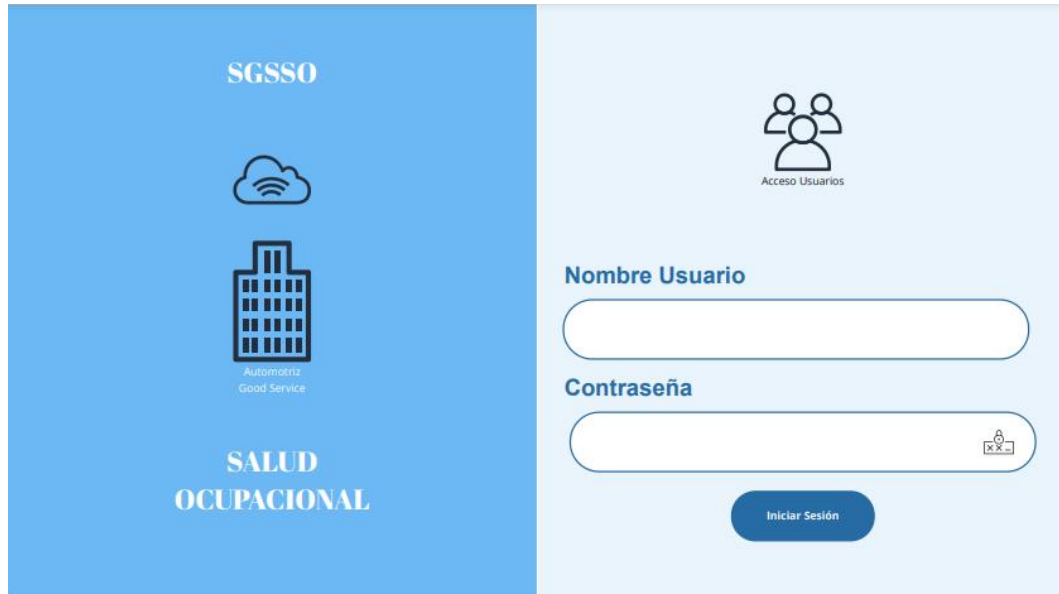 SGSSO
Automotriz
Good Service
SALUD
OCUPACIONAL
Acceso Usuarios
Nombre Usuario
Contraseña
Iniciar Sesión